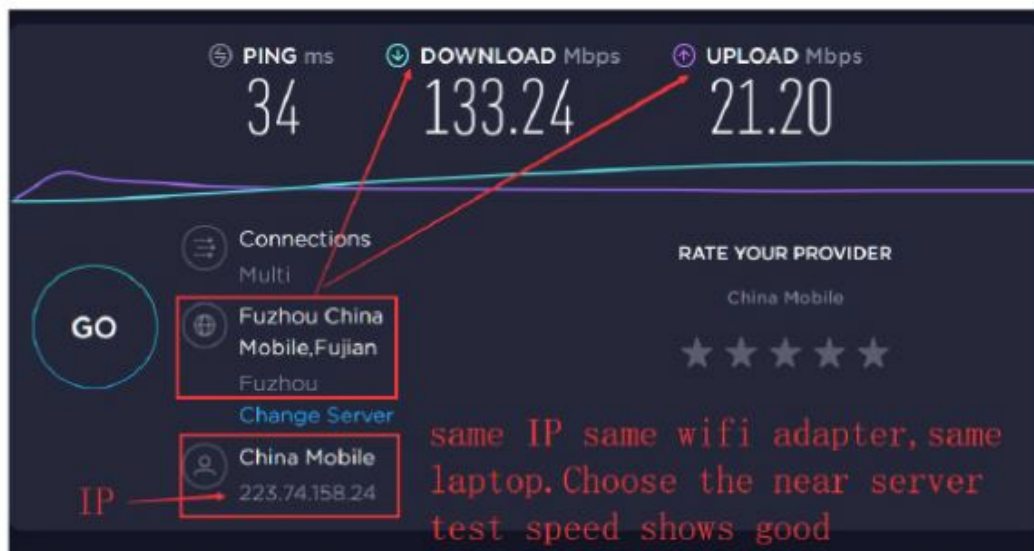 PING ms
DOWNLOAD Mbps
UPLOAD Mbps
34
133.24
21.20
Connections
Multi
GO
Fuzhou China
Mobile,Fujian
Fuzhou
Change Server
China Mobile
223.74.158.24
IP
RATE YOUR PROVIDER
China Mobile
same IP same wifi adapter,same
laptop.Choose the near server
test speed shows good